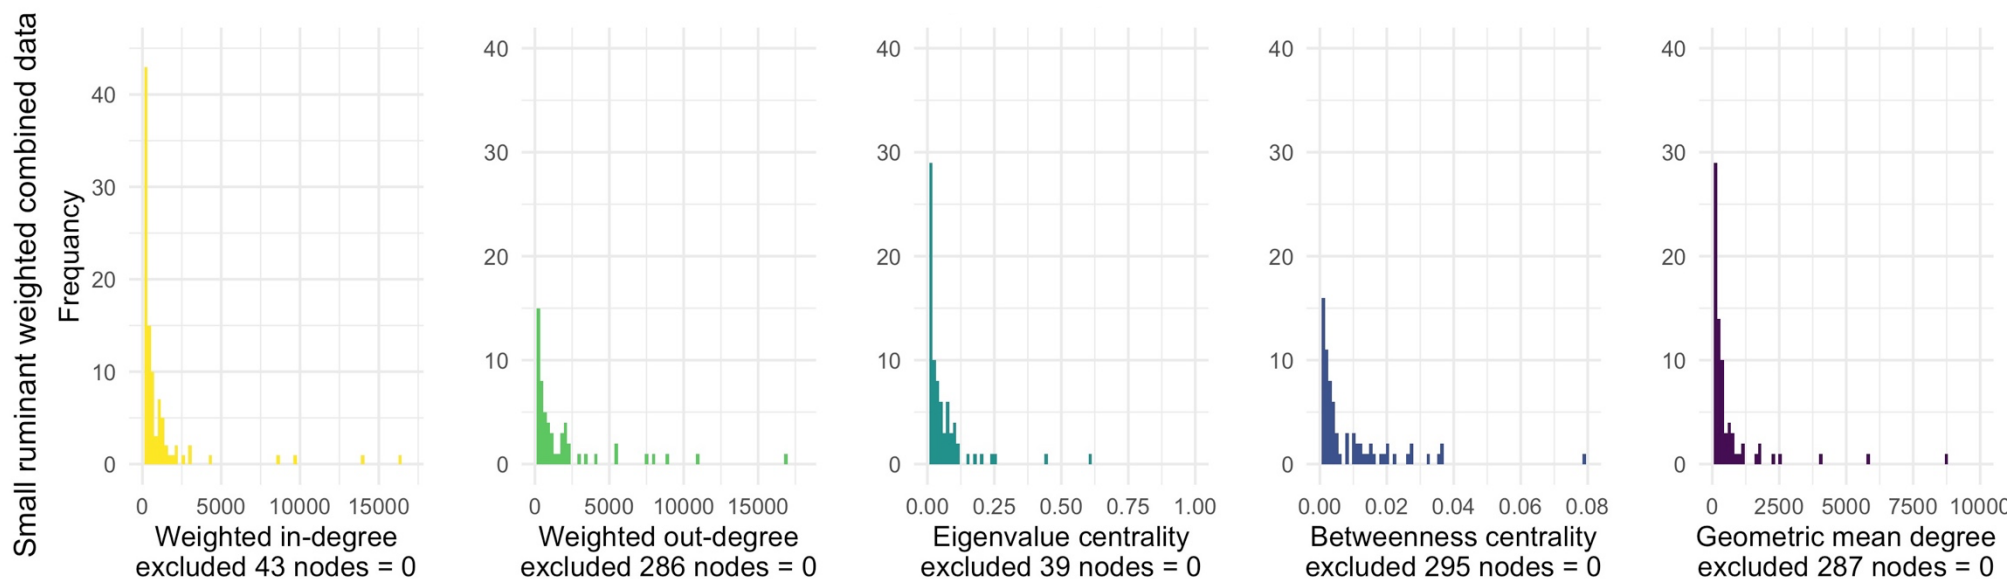 Small ruminant weighted combined data
Frequancy
40
30
20
10
0
0 5000 10000 15000
Weighted in-degree
excluded 43 nodes = 0
40
30
20
10
0
0 5000 10000 15000
Weighted out-degree
excluded 286 nodes = 0
40
30
20
10
0
0.00 0.25 0.50 0.75 1.00
Eigenvalue centrality
excluded 39 nodes = 0
40
30
20
10
0
0.00 0.02 0.04 0.06 0.08
Betweenness centrality
excluded 295 nodes = 0
40
30
20
10
0
0 2500 5000 7500 10000
Geometric mean degree
excluded 287 nodes = 0